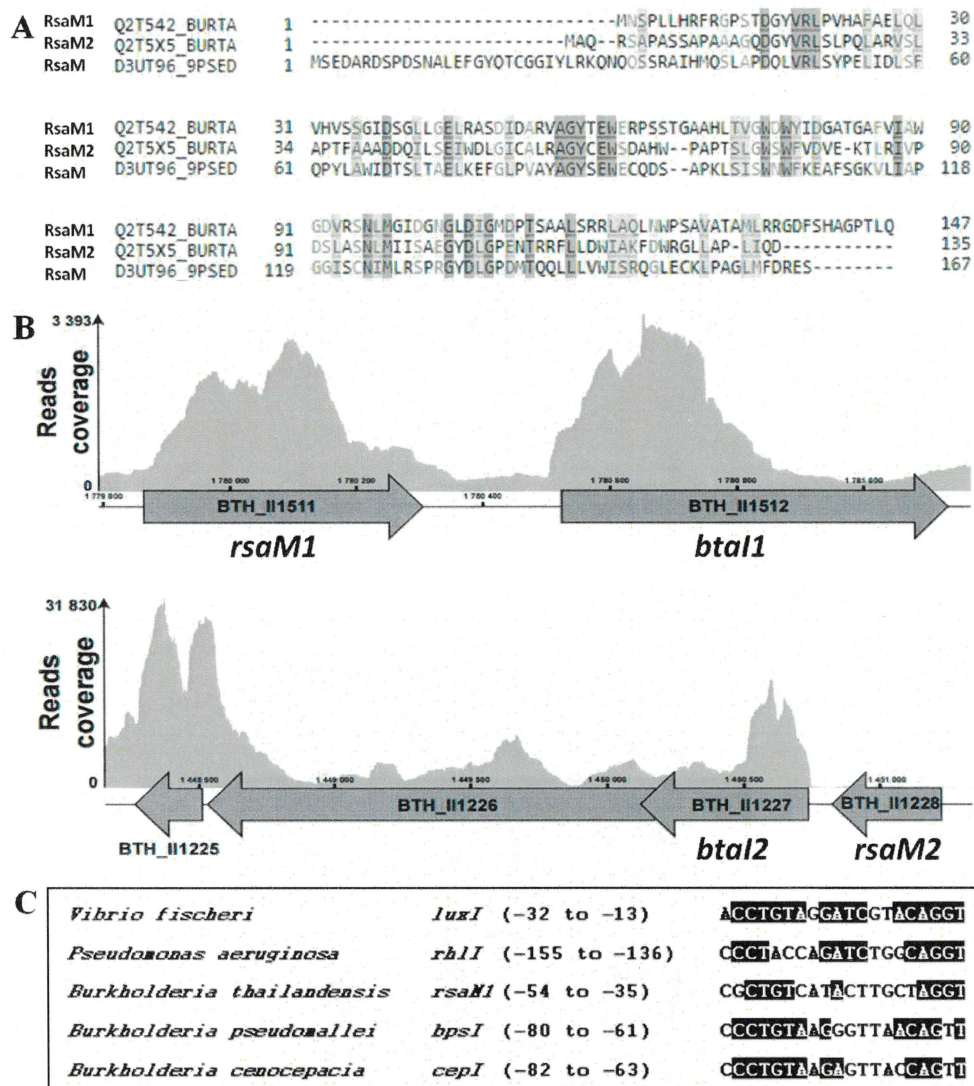 A
RsaM1 Q2T542_BURTA 1 ------------------------------MNSPLLHRFRGPSTDGYVRLPVHAFAELQL 30
RsaM2 Q2T5X5_BURTA 1 -------------------------MAQ--RSAPASSAPAAAGQDGYVRLSLPQLARVSL 33
RsaM D3UT96_9PSED 1 MSEDARDSPDSNALEFGYQTCGGIYLRKQNQQSSRAIHMQSLAPDQLVRLSYPELIDLSF 60
RsaM1 Q2T542_BURTA 31 VHVSSGIDSGLLGELRASDIDARVAGYTEWERPSSTGAAHLTVGWDWYIDGATGAFVIAW 90
RsaM2 Q2T5X5_BURTA 34 APTFAAADDQILSEIWDLGICALRAGYCEWSDAHW--PAPTSLGWSWFVDVE-KTLRIVP 90
RsaM D3UT96_9PSED 61 QPYLAWIDTSLTAELKEFGLPVAYAGYSEWECQDS--APKLSISWNWFKEAFSGKVLIAP 118
RsaM1 Q2T542_BURTA 91 GDVRSNLMGIDGNGLDIGMDPTSAALSRRLAQLNWPSAVATAMLRRGDFSHAGPTLQ 147
RsaM2 Q2T5X5_BURTA 91 DSLASNLMIISAEGYDLGPENTRRFLLDWIAKFDWRGLLAP-LIQD----------- 135
RsaM D3UT96_9PSED 119 GGISCNIMLRSPRGYDLGPDMTQQLLLVWISRQGLECKLPAGLMFDRES-------- 167
B
3 393
Reads coverage
0
1 779 800 1 780 000 1 780 200 1 780 400 1 780 600 1 780 800 1 781 000
BTH_II1511 BTH_II1512
rsaM1 btaI1
31 830
Reads coverage
0
1 448 500 1 449 000 1 449 500 1 450 000 1 450 500 1 451 000
BTH_II1226 BTH_II1227 BTH_II1228
BTH_II1225 btaI2 rsaM2
C
Vibrio fischeri luxI (-32 to -13) ACCTGTAGGATCGTACAGGT
Pseudomonas aeruginosa rhlI (-155 to -136) CCCTACCAGATCTGGCAGGT
Burkholderia thailandensis rsaM1 (-54 to -35) CGCTGTCATACTTGCTAGGT
Burkholderia pseudomallei bpsI (-80 to -61) CCCTGTAAGGGTTAACAGTT
Burkholderia cenocepacia cepI (-82 to -63) CCCTGTAAGAGTTACCAGTT